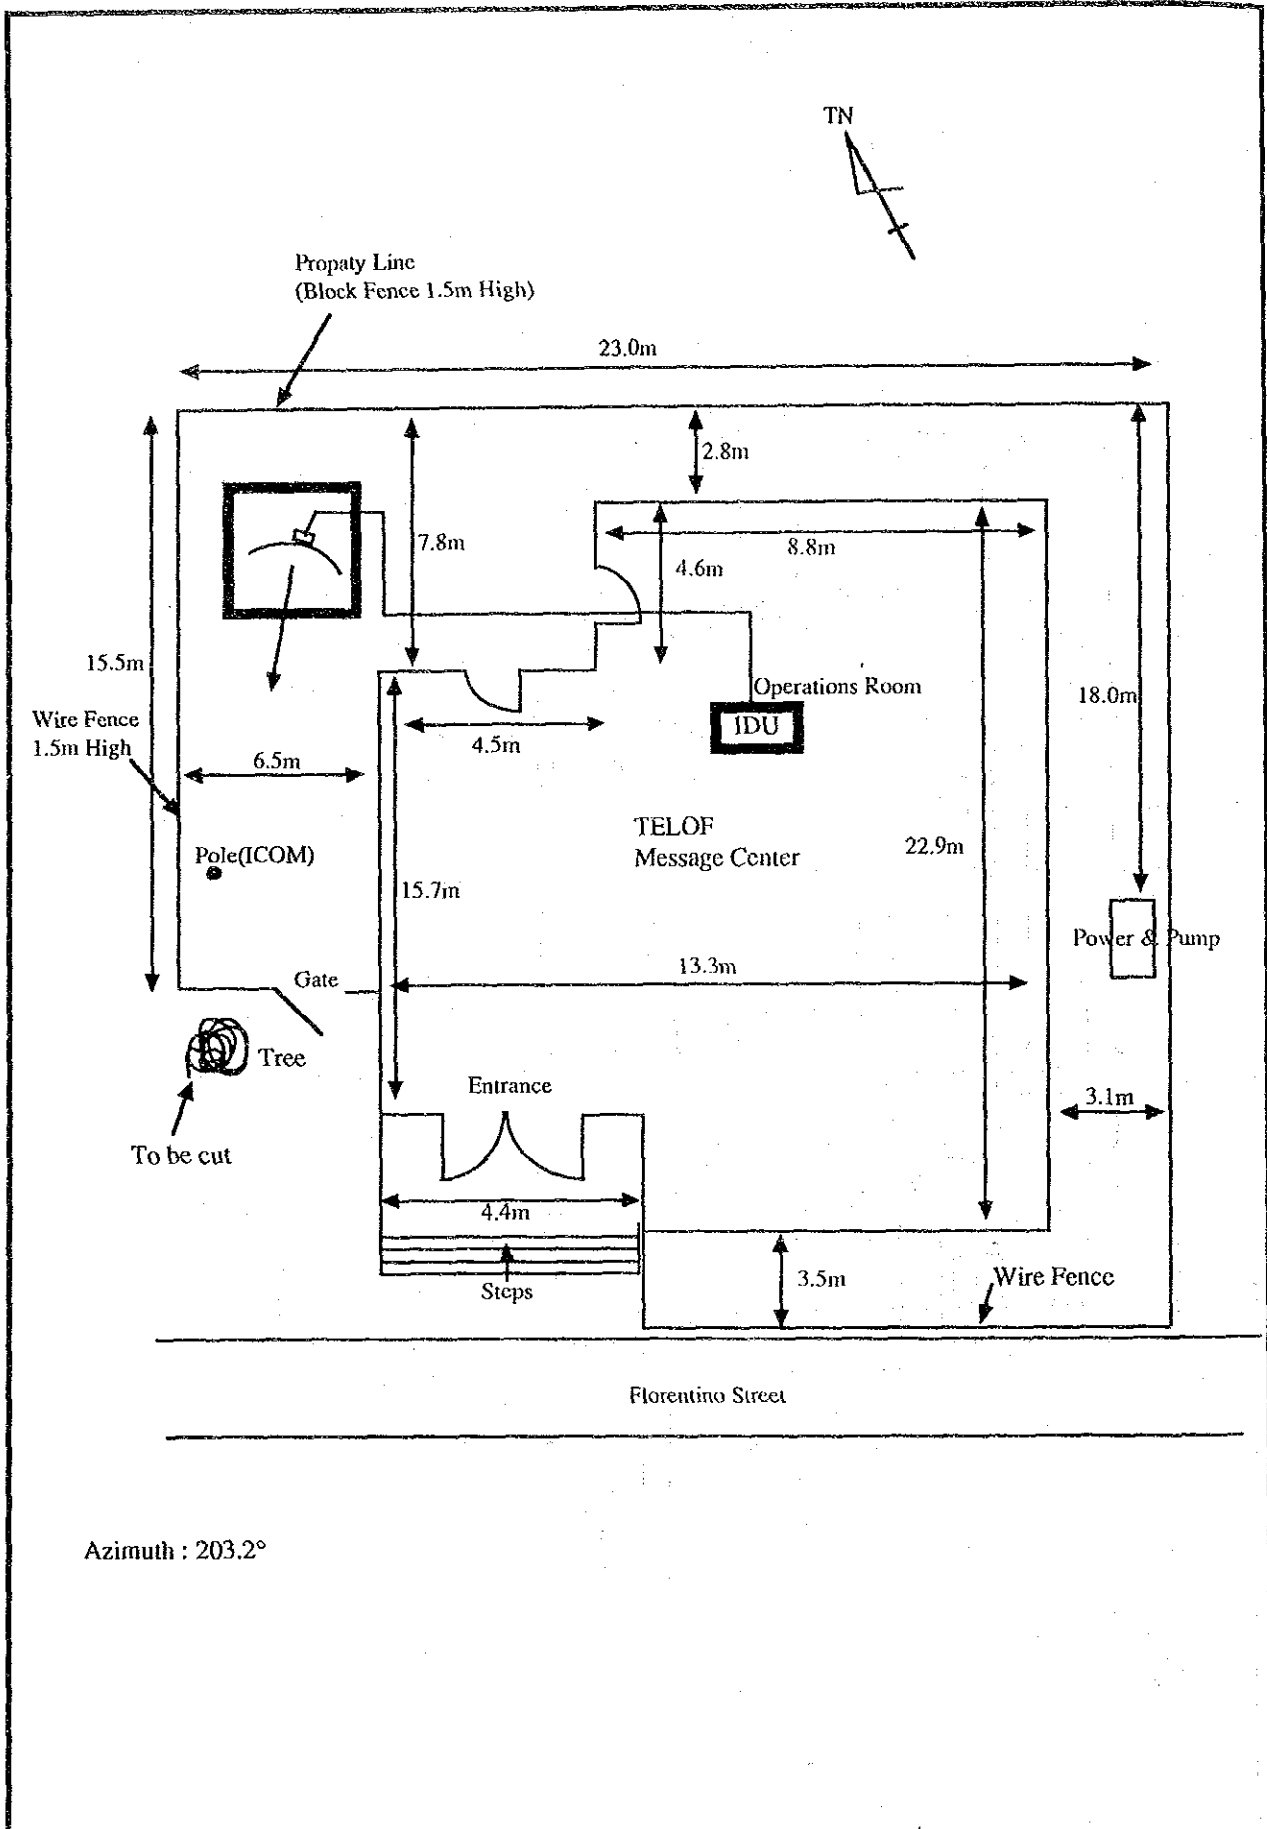 TN
Propaty Line
(Block Fence 1.5m High)
23.0m
2.8m
7.8m
8.8m
4.6m
15.5m
Operations Room
18.0m
Wire Fence
1.5m High
IDU
4.5m
6.5m
TELOF
Message Center
22.9m
Pole(ICOM)
15.7m
Power & Pump
13.3m
Gate
Tree
Entrance
3.1m
To be cut
4.4m
3.5m
Wire Fence
Steps
Florentino Street
Azimuth : 203.2°